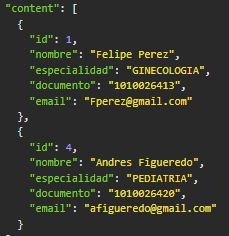 "content": [
{
"id": 1,
"nombre": "Felipe Perez",
"especialidad": "GINECOLOGIA",
"documento": "1010026413",
"email": "Fperez@gmail.com"
},
{
"id": 4,
"nombre": "Andres Figueredo",
"especialidad": "PEDIATRIA",
"documento": "1010026420",
"email": "afigueredo@gmail.com"
}